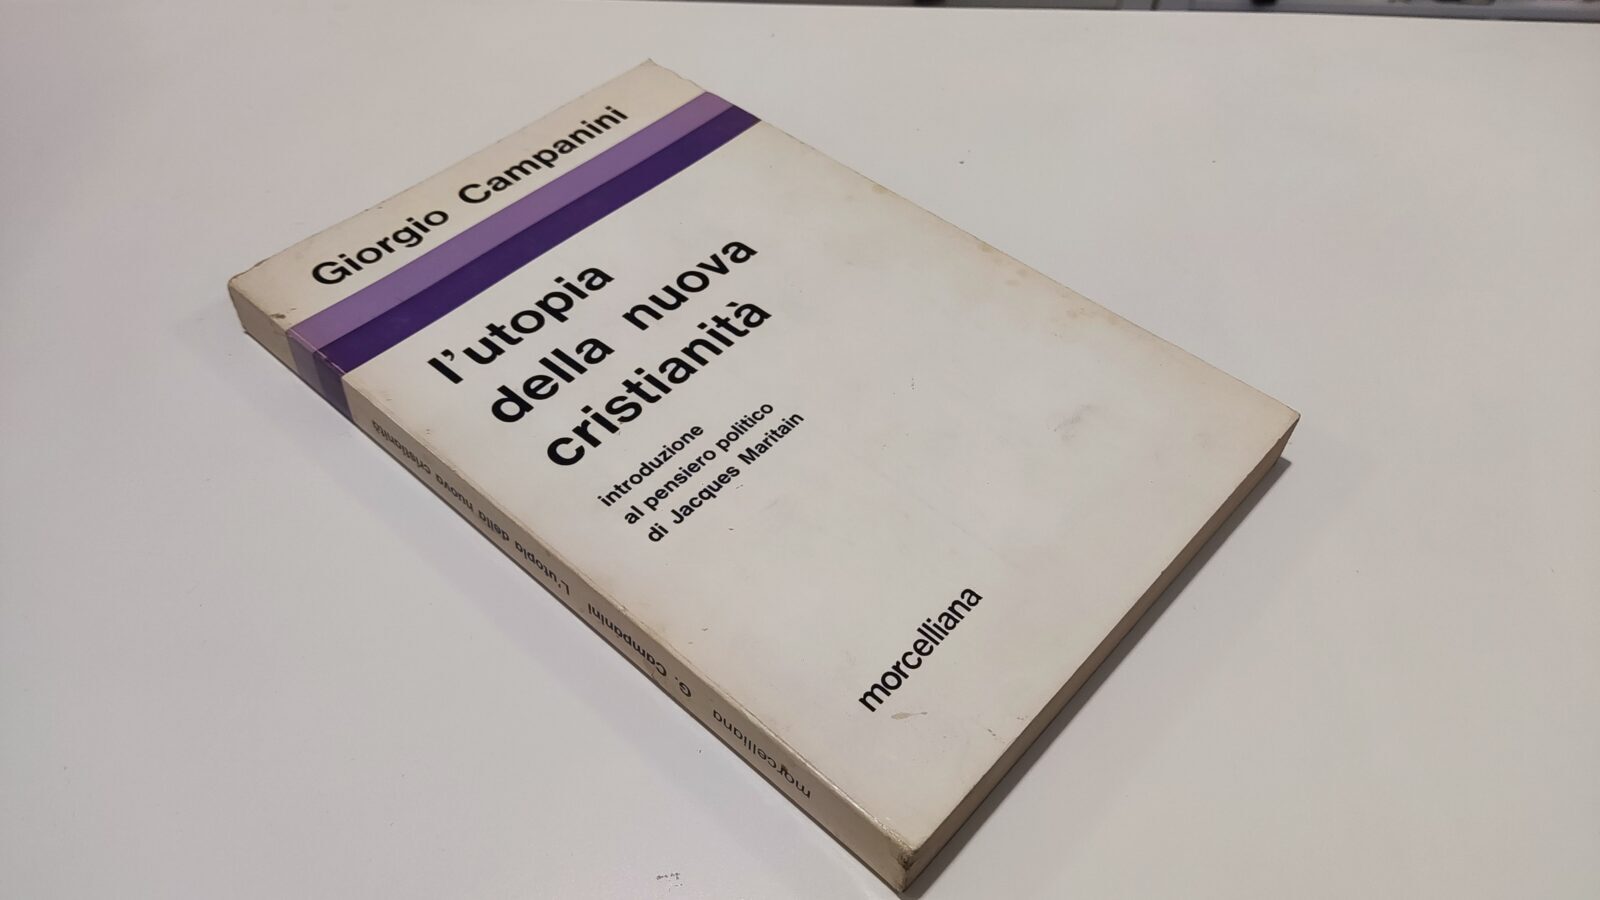 Giorgio Campanini
l'utopia
della nuova
cristianità
introduzione
al pensiero politico
di Jacques Maritain
morcelliana
morcelliana G. Campanini L'utopia della nuova cristianità